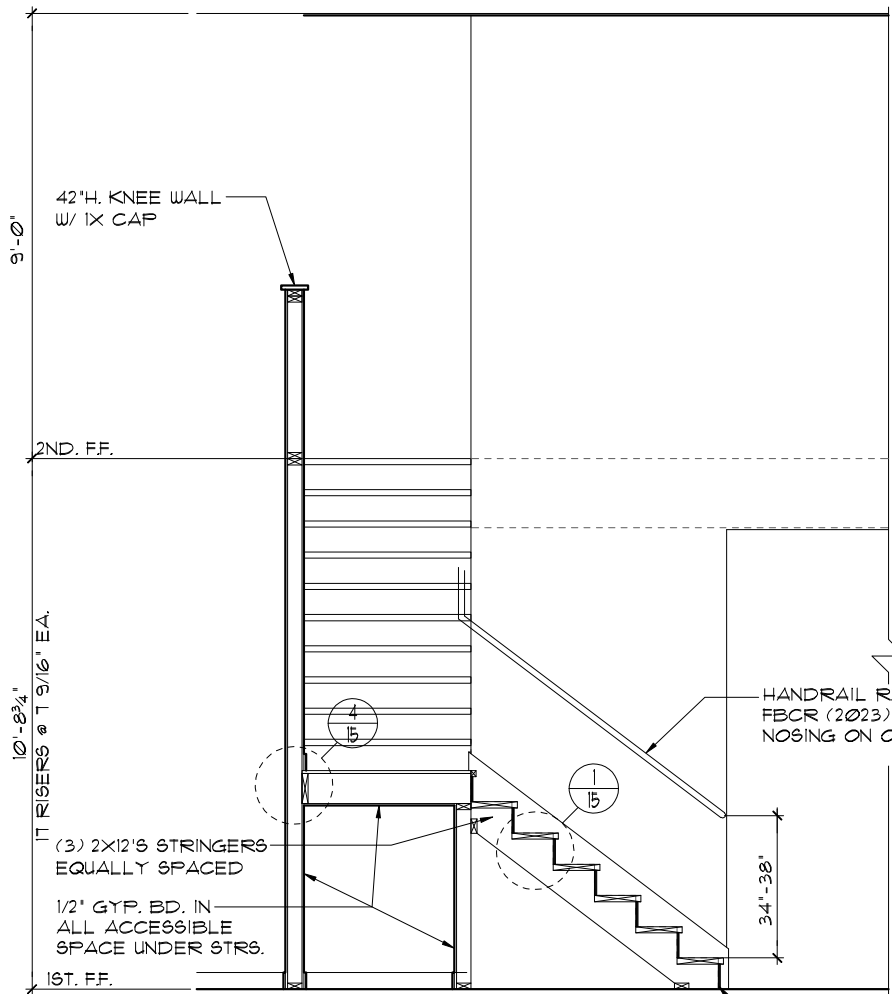 42"H. KNEE WALL
W/ 1X CAP
9'-0"
2ND. F.F.
17 RISERS @ 7 9/16" EA.
10'-8¾"
HANDRAIL R
FBCR (2023)
NOSING ON
4
15
1
15
(3) 2X12'S STRINGERS
EQUALLY SPACED
34"-38"
1/2" GYP. BD. IN
ALL ACCESSIBLE
SPACE UNDER STRS.
1ST. F.F.